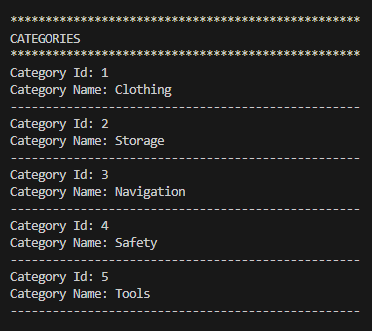 **************************************************
CATEGORIES
**************************************************
Category Id: 1
Category Name: Clothing
--------------------------------------------------
Category Id: 2
Category Name: Storage
--------------------------------------------------
Category Id: 3
Category Name: Navigation
--------------------------------------------------
Category Id: 4
Category Name: Safety
--------------------------------------------------
Category Id: 5
Category Name: Tools
--------------------------------------------------